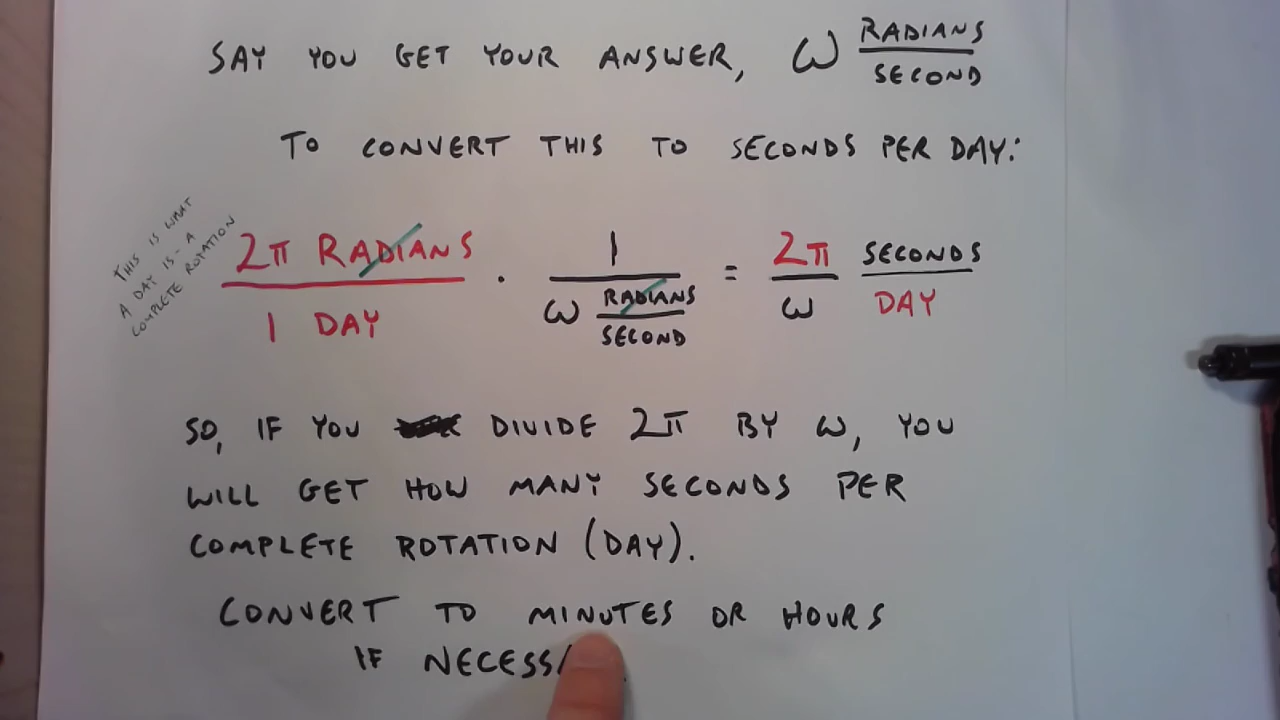 SAY YOU GET YOUR ANSWER, ω RADIANS / SECOND
TO CONVERT THIS TO SECONDS PER DAY:
THIS IS WHAT
A DAY IS - A
COMPLETE ROTATION
2π RADIANS / 1 DAY · 1 / ω RADIANS / SECOND = 2π / ω SECONDS / DAY
SO, IF YOU DIVIDE 2π BY ω, YOU
WILL GET HOW MANY SECONDS PER
COMPLETE ROTATION (DAY).
CONVERT TO MINUTES OR HOURS
IF